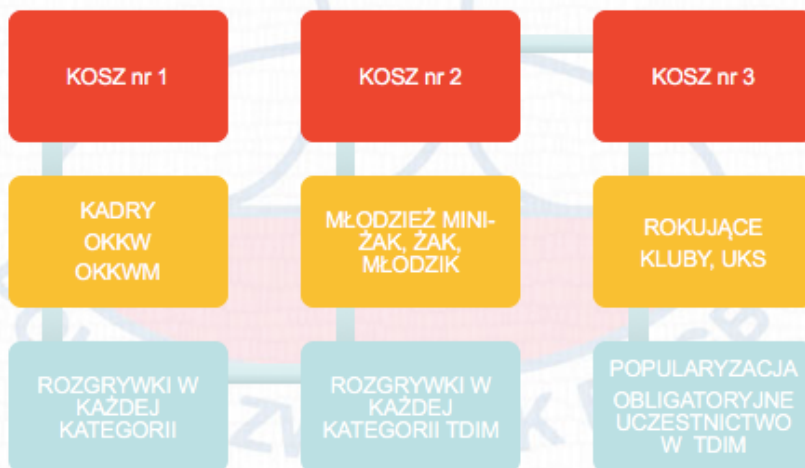 KOSZ nr 1
KADRY
OKKW
OKKWM
ROZGRYWKI W
KAŻDEJ
KATEGORII
KOSZ nr 2
MŁODZIEŻ MINI-
ŻAK, ŻAK,
MŁODZIK
ROZGRYWKI W
KAŻDEJ
KATEGORII TDIM
KOSZ nr 3
ROKUJĄCE
KLUBY, UKS
POPULARYZACJA
OBLIGATORYJNE
UCZESTNICTWO
W TDIM